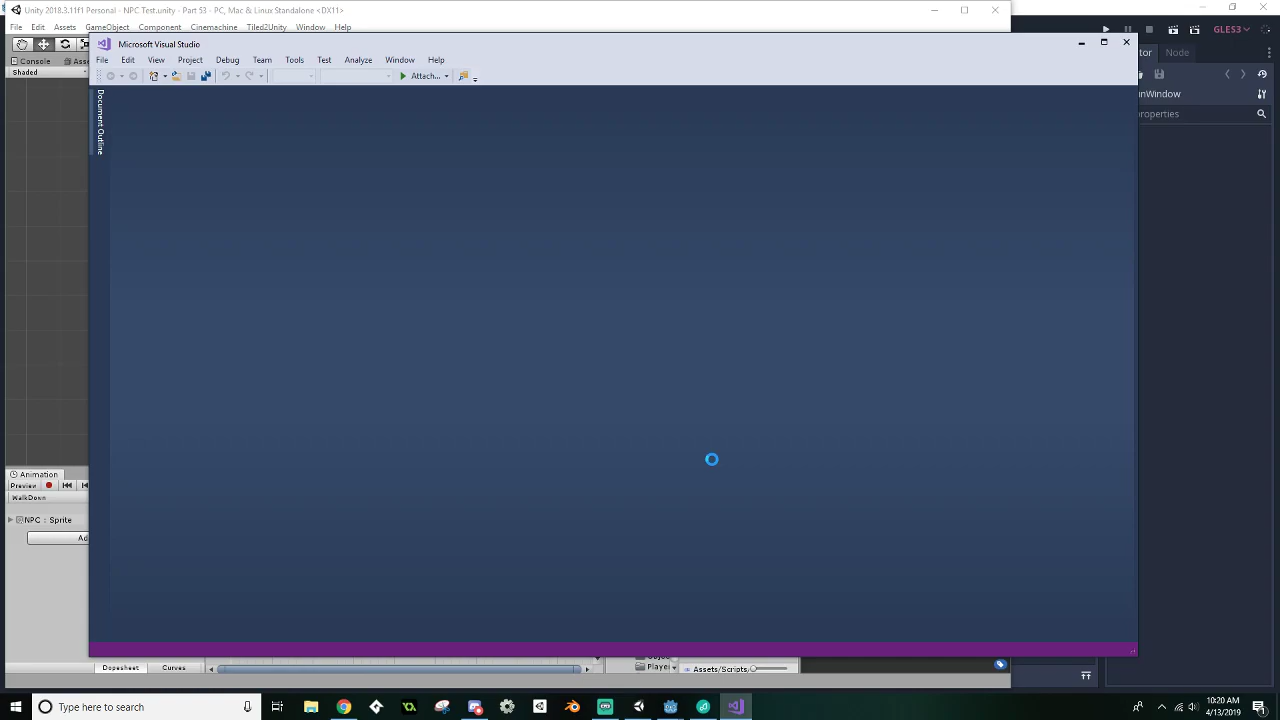 Unity 2018.3.11f1 Personal - NPC Test.unity - Part 53 - PC, Mac & Linux Standalone <DX11>
File Edit Assets GameObject Component Cinemachine Tiled2Unity Window Help
GLES3
Microsoft Visual Studio
Node
File Edit View Project Debug Team Tools Test Analyze Window Help
Console
Shaded
Attach...
Document Outline
Animation
Preview
WalkDown
NPC : Sprite
Dopesheet Curves
Player
Assets/Scripts
Type here to search
10:20 AM
4/13/2019